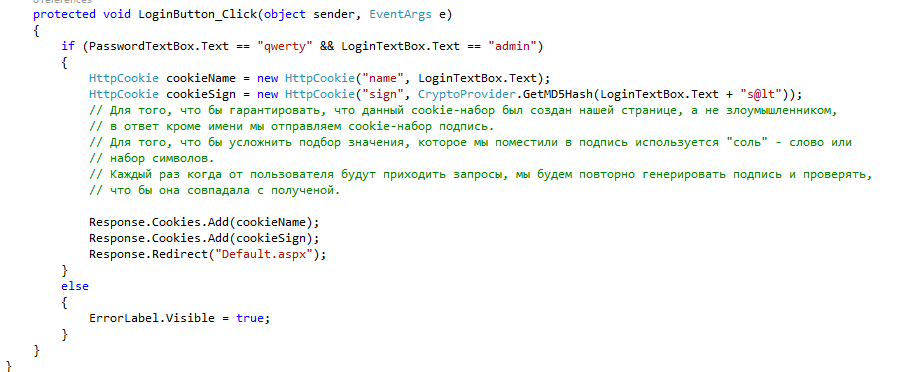 0 references
protected void LoginButton_Click(object sender, EventArgs e)
{
if (PasswordTextBox.Text == "qwerty" && LoginTextBox.Text == "admin")
{
HttpCookie cookieName = new HttpCookie("name", LoginTextBox.Text);
HttpCookie cookieSign = new HttpCookie("sign", CryptoProvider.GetMD5Hash(LoginTextBox.Text + "s@lt"));
// Для того, что бы гарантировать, что данный cookie-набор был создан нашей странице, а не злоумышленником,
// в ответ кроме имени мы отправляем cookie-набор подпись.
// Для того, что бы усложнить подбор значения, которое мы поместили в подпись используется "соль" - слово или
// набор символов.
// Каждый раз когда от пользователя будут приходить запросы, мы будем повторно генерировать подпись и проверять,
// что бы она совпадала с полученой.
Response.Cookies.Add(cookieName);
Response.Cookies.Add(cookieSign);
Response.Redirect("Default.aspx");
}
else
{
ErrorLabel.Visible = true;
}
}
}